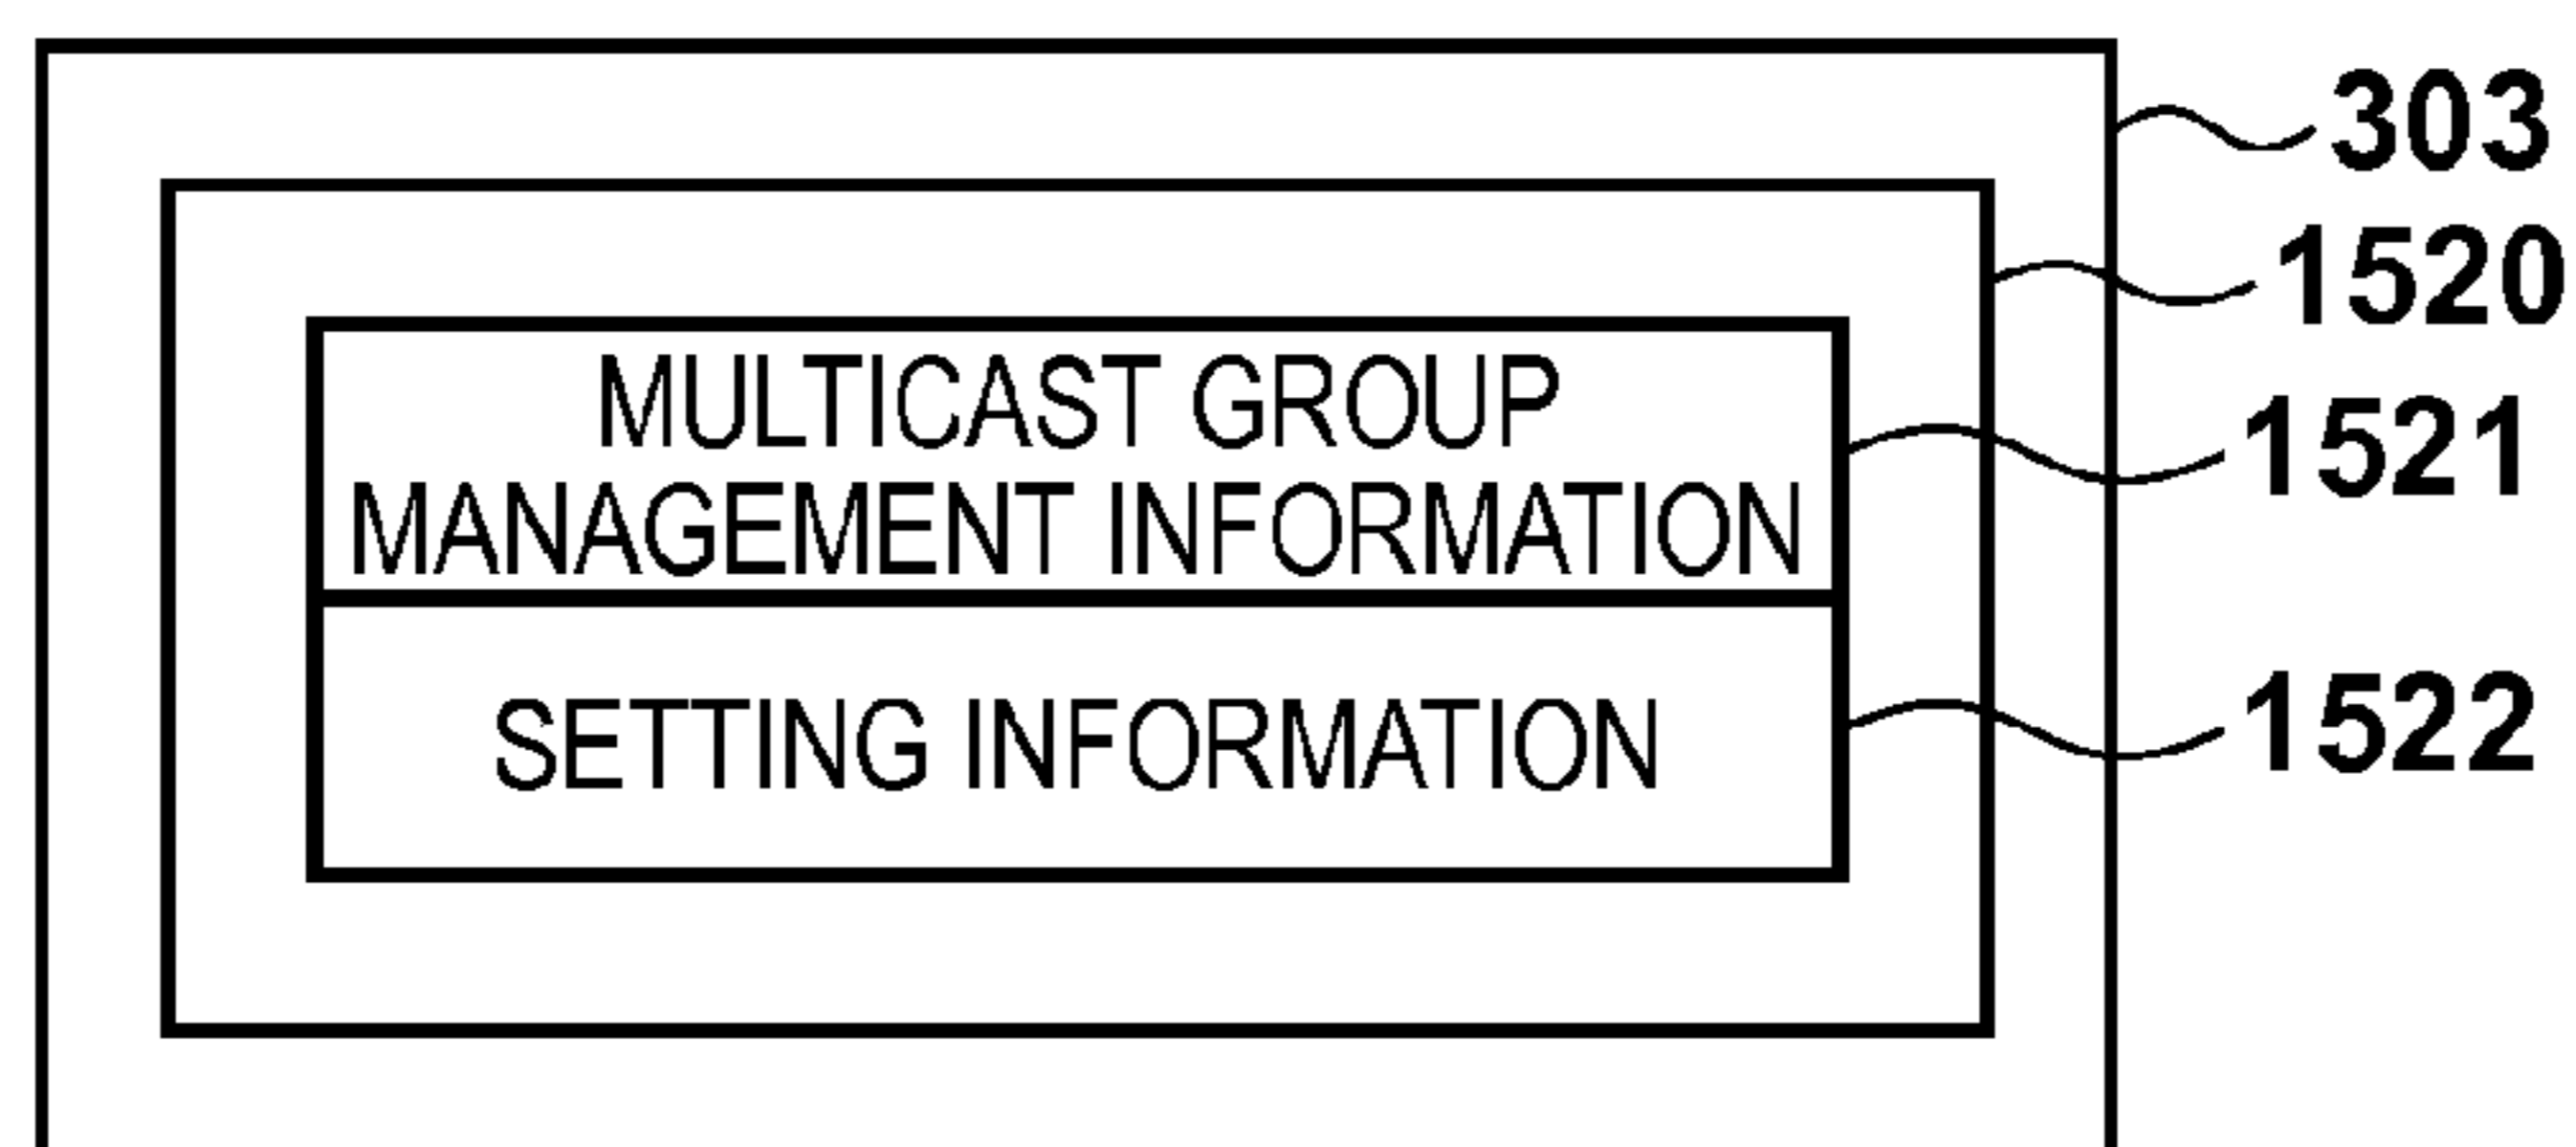 303
1520
MULTICAST GROUP
MANAGEMENT INFORMATION
1521
SETTING INFORMATION
1522